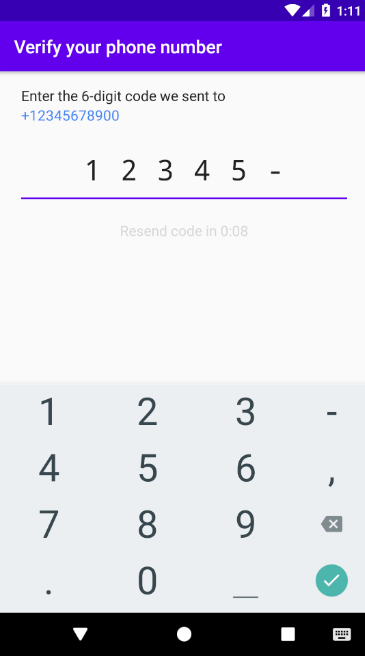 1:11
Verify your phone number
Enter the 6-digit code we sent to
+12345678900
1 2 3 4 5 -
Resend code in 0:08
1 2 3 -
4 5 6 ,
7 8 9
. 0 _